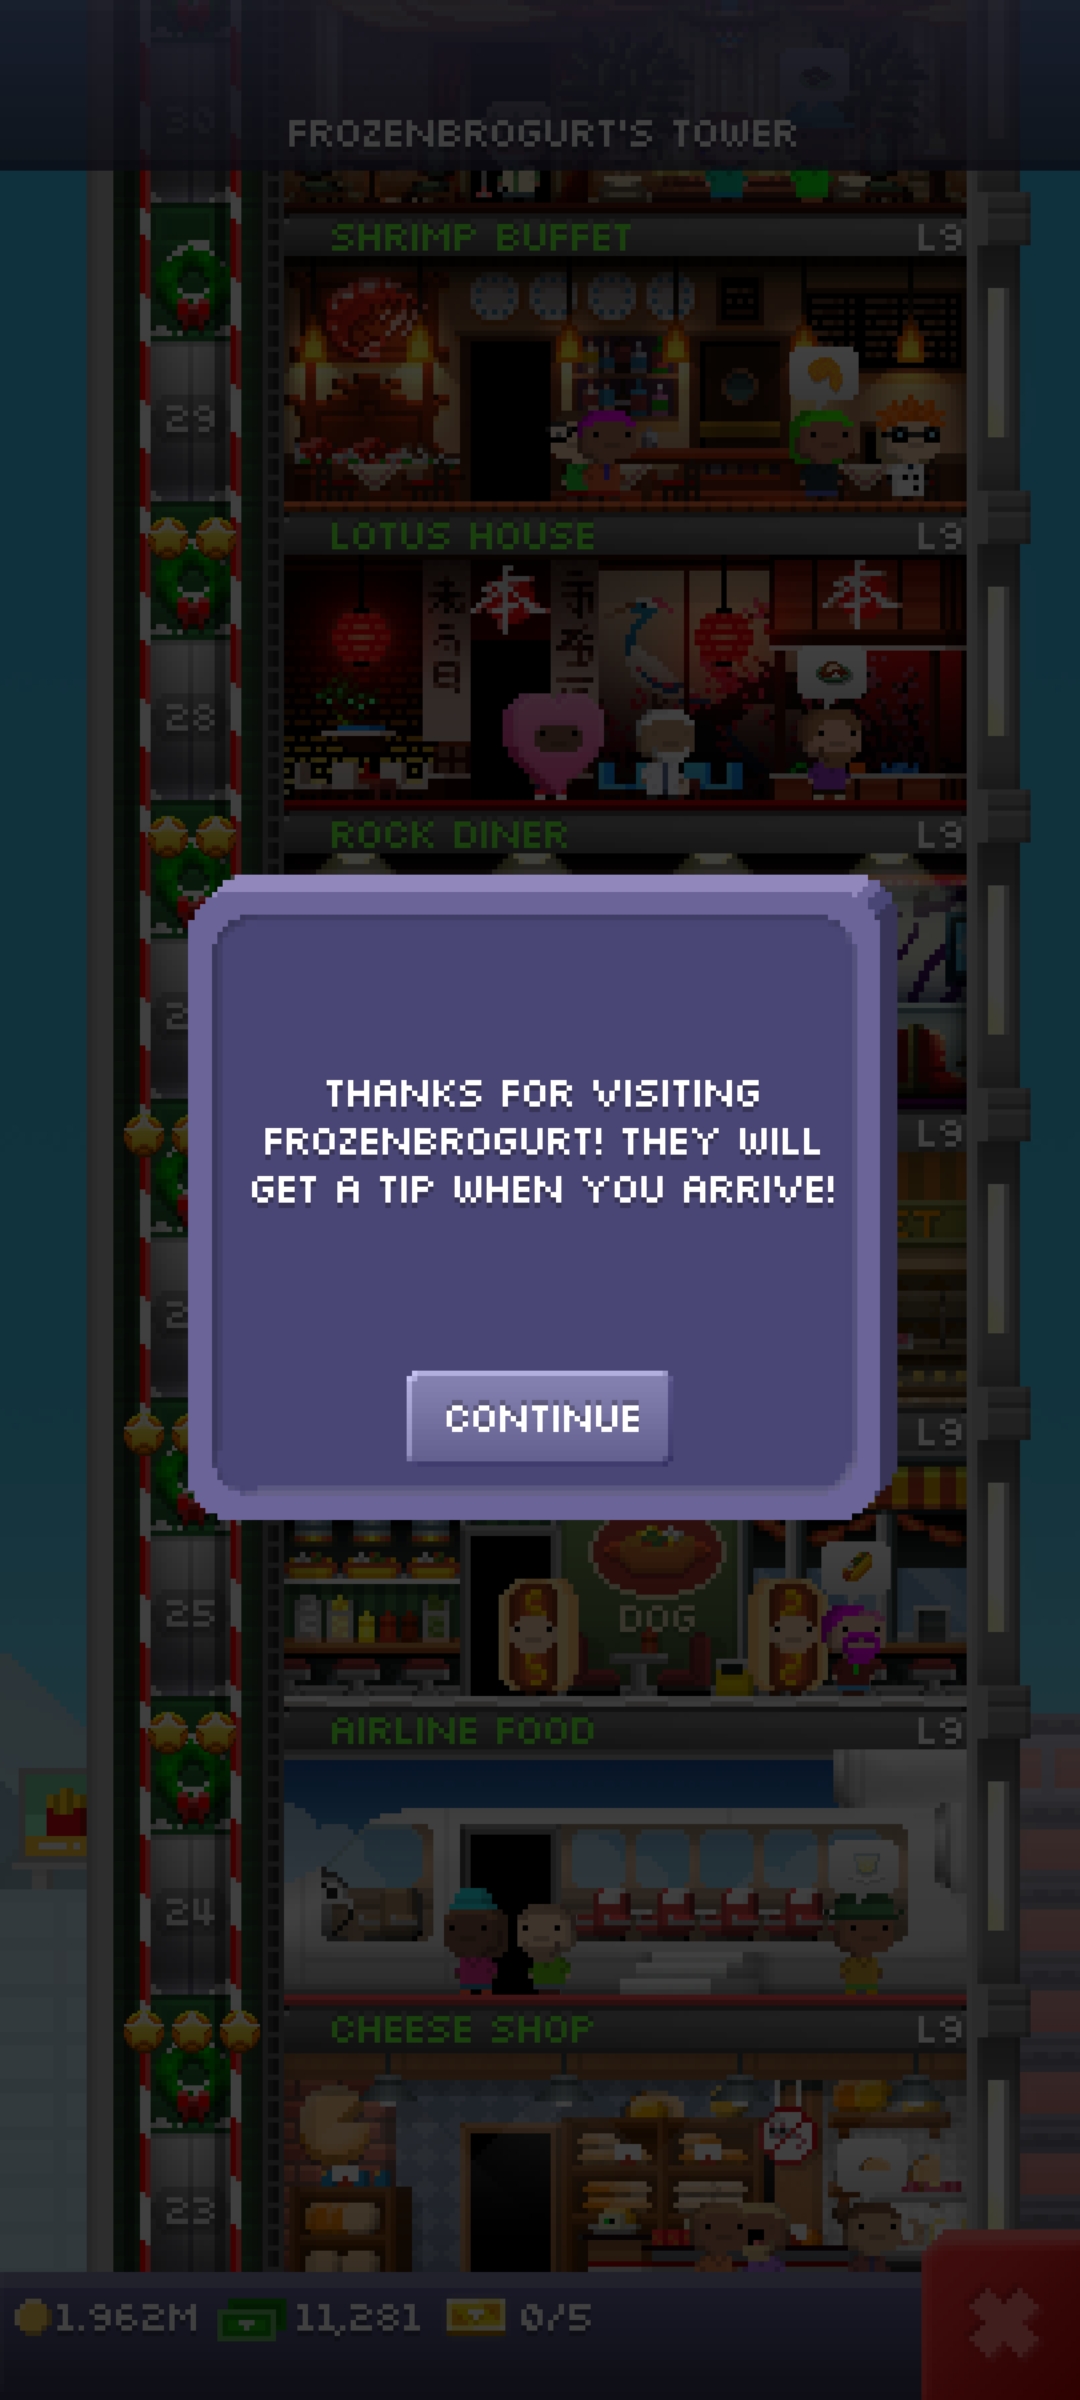 30
FROZENBROGURT'S TOWER
SHRIMP BUFFET L9
29
LOTUS HOUSE L9
本
本
28
ROCK DINER L9
L9
L9
DOG
25
AIRLINE FOOD L9
24
CHEESE SHOP L9
23
THANKS FOR VISITING
FROZENBROGURT! THEY WILL
GET A TIP WHEN YOU ARRIVE!
CONTINUE
1.962M 11,281 0/5